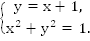 y = x + 1,
x² + y² = 1.